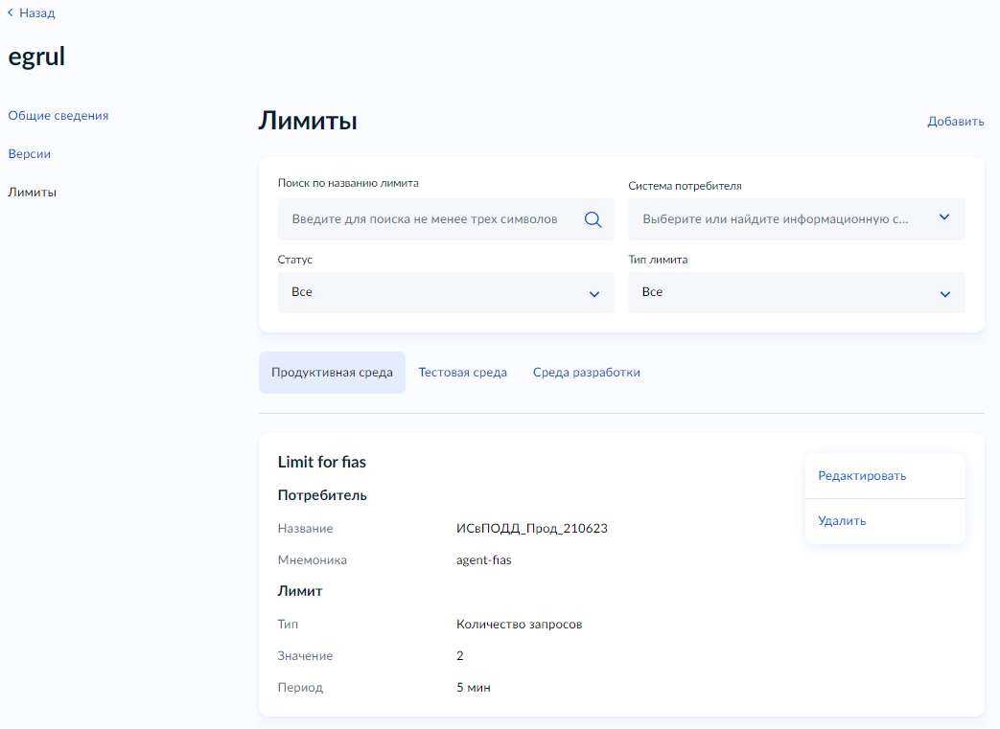 Назад
egrul
Общие сведения
Версии
Лимиты
Лимиты
Добавить
Поиск по названию лимита
Введите для поиска не менее трех символов
Система потребителя
Выберите или найдите информационную с...
Статус
Все
Тип лимита
Все
Продуктивная среда Тестовая среда Среда разработки
Limit for fias
Редактировать
Удалить
Потребитель
Название ИСвПОДД_Прод_210623
Мнемоника agent-fias
Лимит
Тип Количество запросов
Значение 2
Период 5 мин